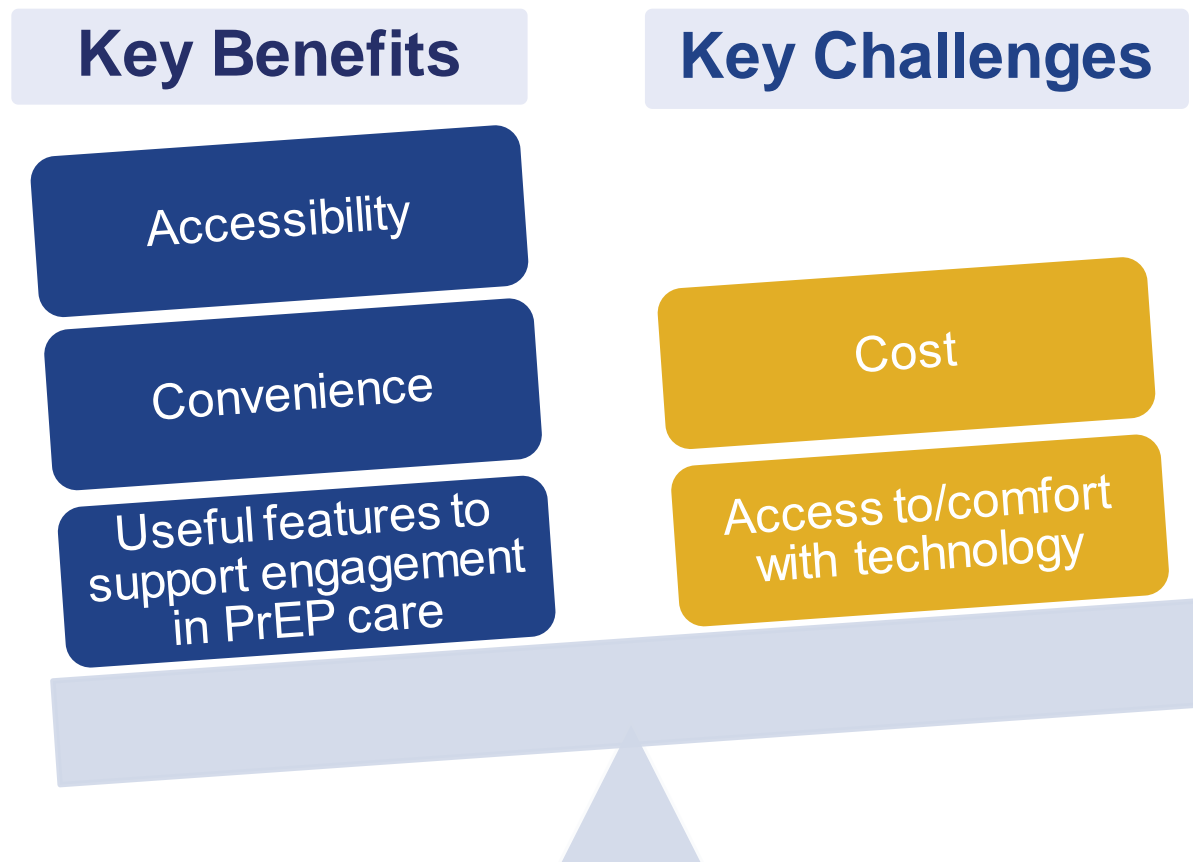 Key Benefits
Key Challenges
Accessibility
Convenience
Useful features to
support engagement
in PrEP care
Cost
Access to/comfort
with technology